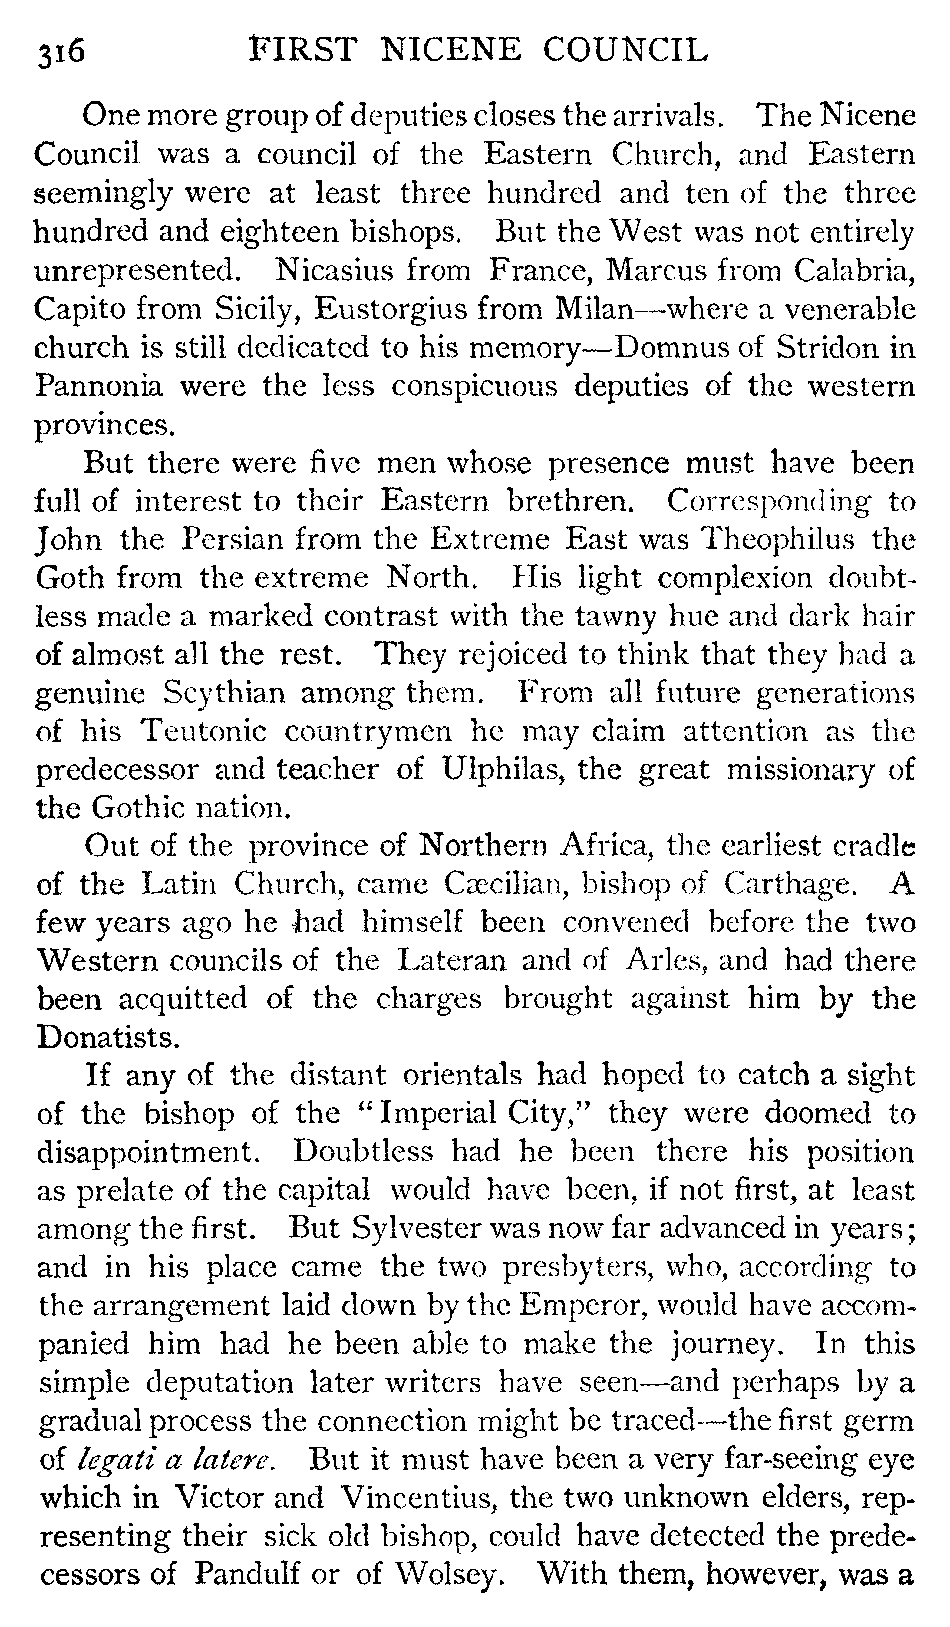 316 FIRST NICENE COUNCIL
One more group of deputies closes the arrivals. The Nicene
Council was a council of the Eastern Church, and Eastern
seemingly were at least three hundred and ten of the three
hundred and eighteen bishops. But the West was not entirely
unrepresented. Nicasius from France, Marcus from Calabria,
Capito from Sicily, Eustorgius from Milan—where a venerable
church is still dedicated to his memory—Domnus of Stridon in
Pannonia were the less conspicuous deputies of the western
provinces.
But there were five men whose presence must have been
full of interest to their Eastern brethren. Corresponding to
John the Persian from the Extreme East was Theophilus the
Goth from the extreme North. His light complexion doubt-
less made a marked contrast with the tawny hue and dark hair
of almost all the rest. They rejoiced to think that they had a
genuine Scythian among them. From all future generations
of his Teutonic countrymen he may claim attention as the
predecessor and teacher of Ulphilas, the great missionary of
the Gothic nation.
Out of the province of Northern Africa, the earliest cradle
of the Latin Church, came Cæcilian, bishop of Carthage. A
few years ago he had himself been convened before the two
Western councils of the Lateran and of Arles, and had there
been acquitted of the charges brought against him by the
Donatists.
If any of the distant orientals had hoped to catch a sight
of the bishop of the "Imperial City," they were doomed to
disappointment. Doubtless had he been there his position
as prelate of the capital would have been, if not first, at least
among the first. But Sylvester was now far advanced in years;
and in his place came the two presbyters, who, according to
the arrangement laid down by the Emperor, would have accom-
panied him had he been able to make the journey. In this
simple deputation later writers have seen—and perhaps by a
gradual process the connection might be traced—the first germ
of legati a latere. But it must have been a very far-seeing eye
which in Victor and Vincentius, the two unknown elders, rep-
resenting their sick old bishop, could have detected the prede-
cessors of Pandulf or of Wolsey. With them, however, was a